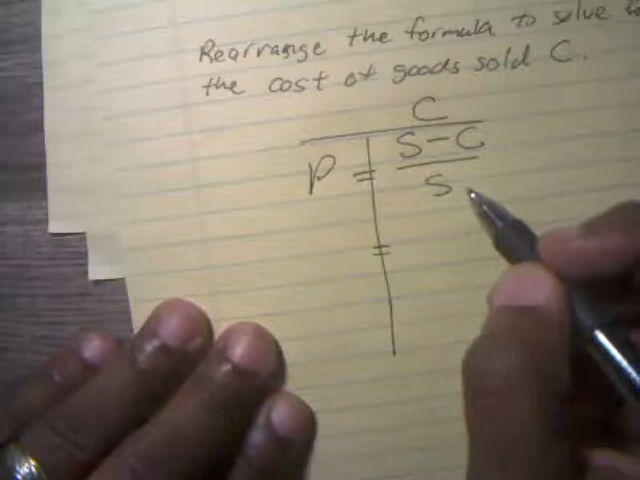 Rearrange the formula to solve
the cost of goods sold C.
C
P = S - C
S
=